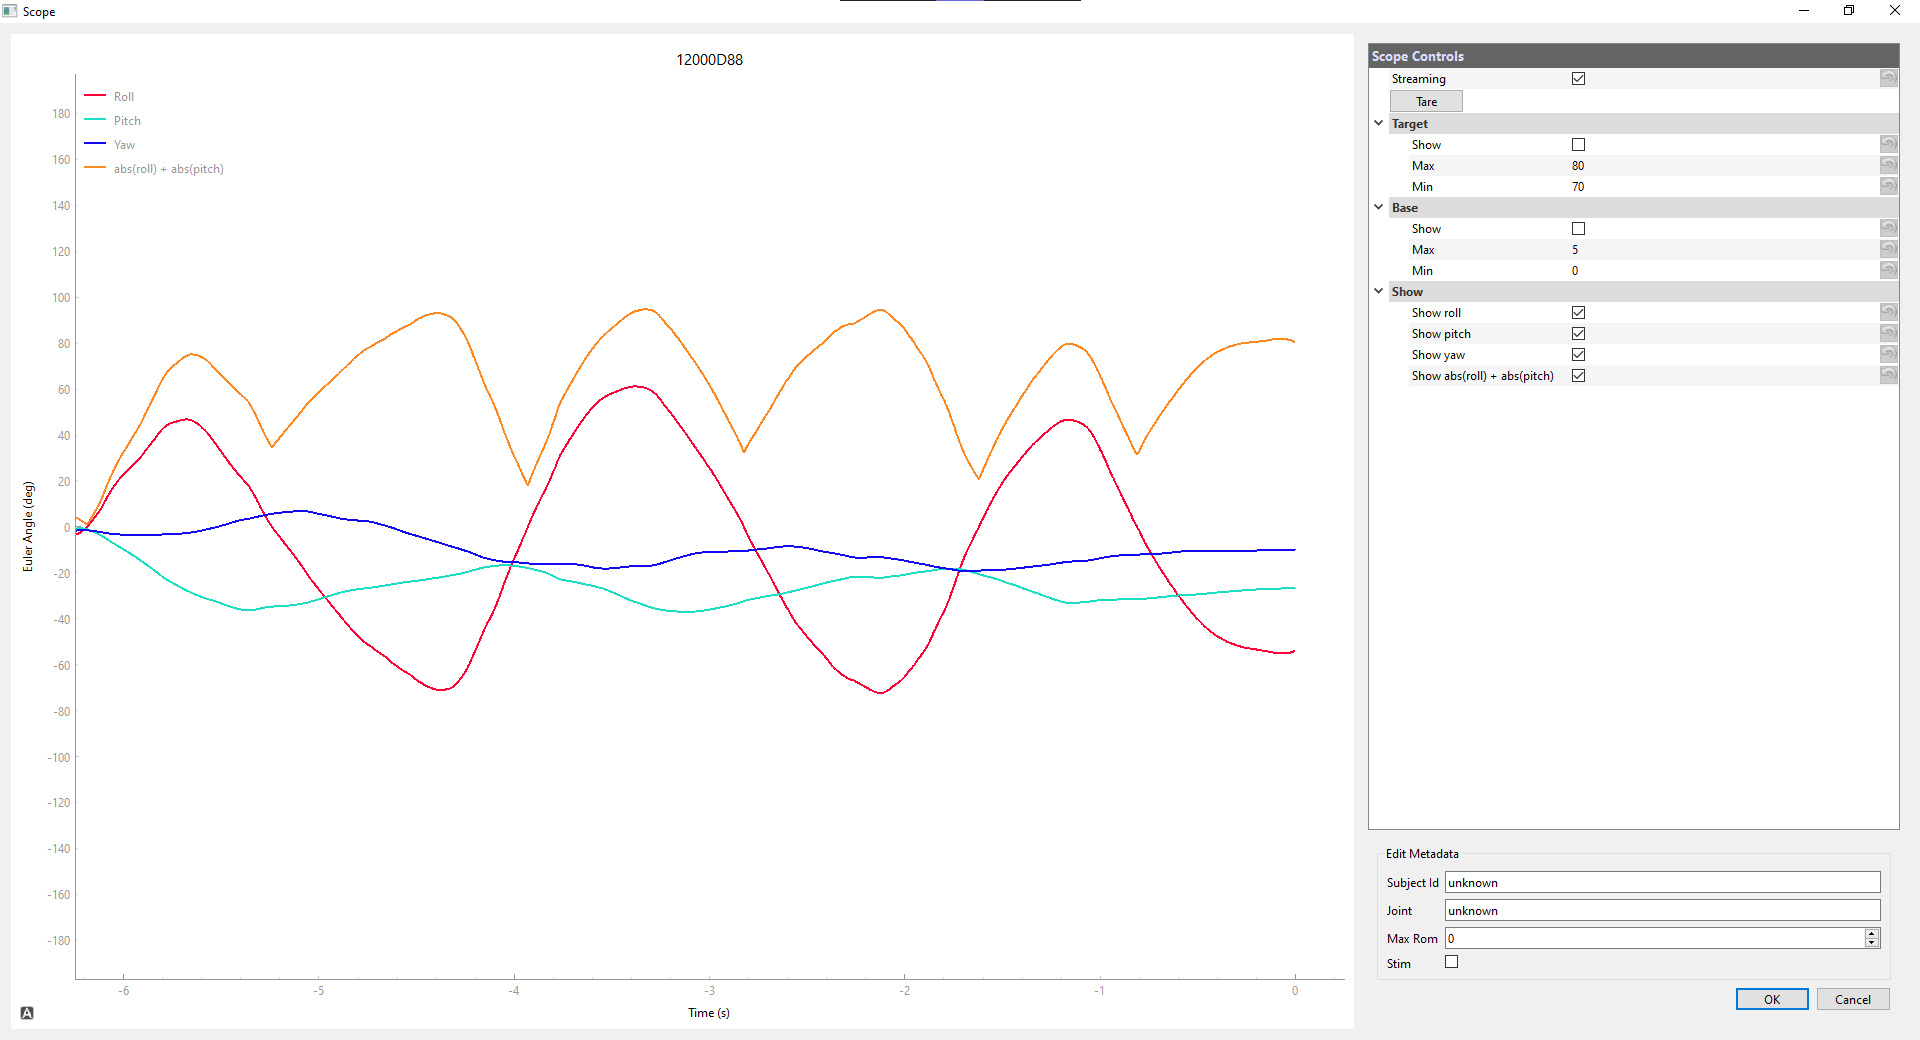 Scope
12000D88
Roll
Pitch
Yaw
abs(roll) + abs(pitch)
180
160
140
120
100
80
60
40
20
0
-20
-40
-60
-80
-100
-120
-140
-160
-180
Euler Angle (deg)
-6 -5 -4 -3 -2 -1 0
Time (s)
A
Scope Controls
Streaming
Tare
Target
Show
Max 80
Min 70
Base
Show
Max 5
Min 0
Show
Show roll
Show pitch
Show yaw
Show abs(roll) + abs(pitch)
Edit Metadata
Subject Id unknown
Joint unknown
Max Rom 0
Stim
OK Cancel